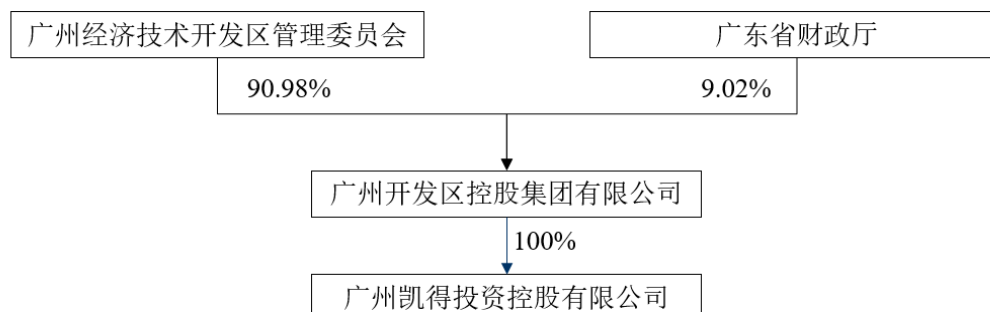 广州经济技术开发区管理委员会
广东省财政厅
90.98%
9.02%
广州开发区控股集团有限公司
100%
广州凯得投资控股有限公司